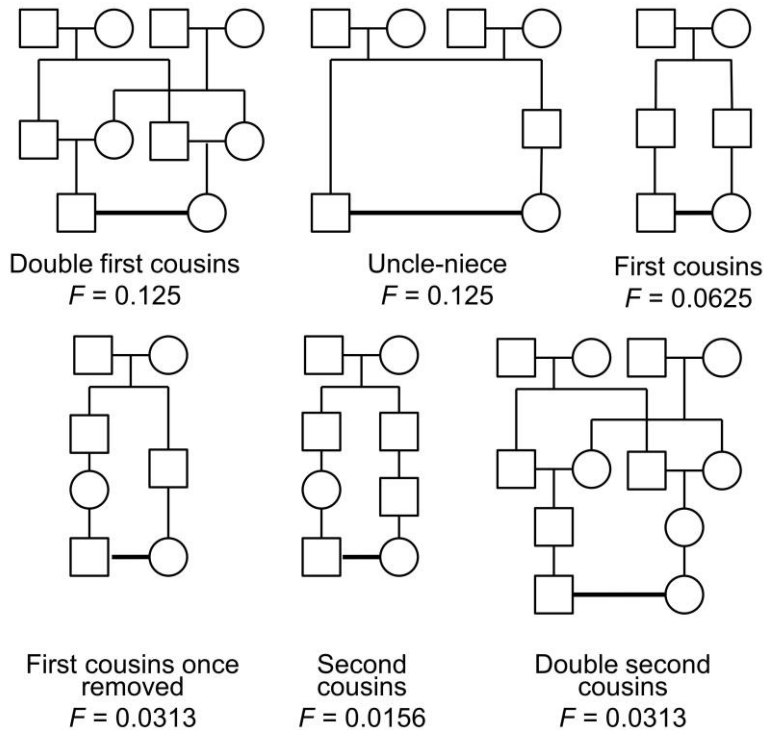 Double first cousins
F = 0.125
Uncle-niece
F = 0.125
First cousins
F = 0.0625
First cousins once
removed
F = 0.0313
Second
cousins
F = 0.0156
Double second
cousins
F = 0.0313